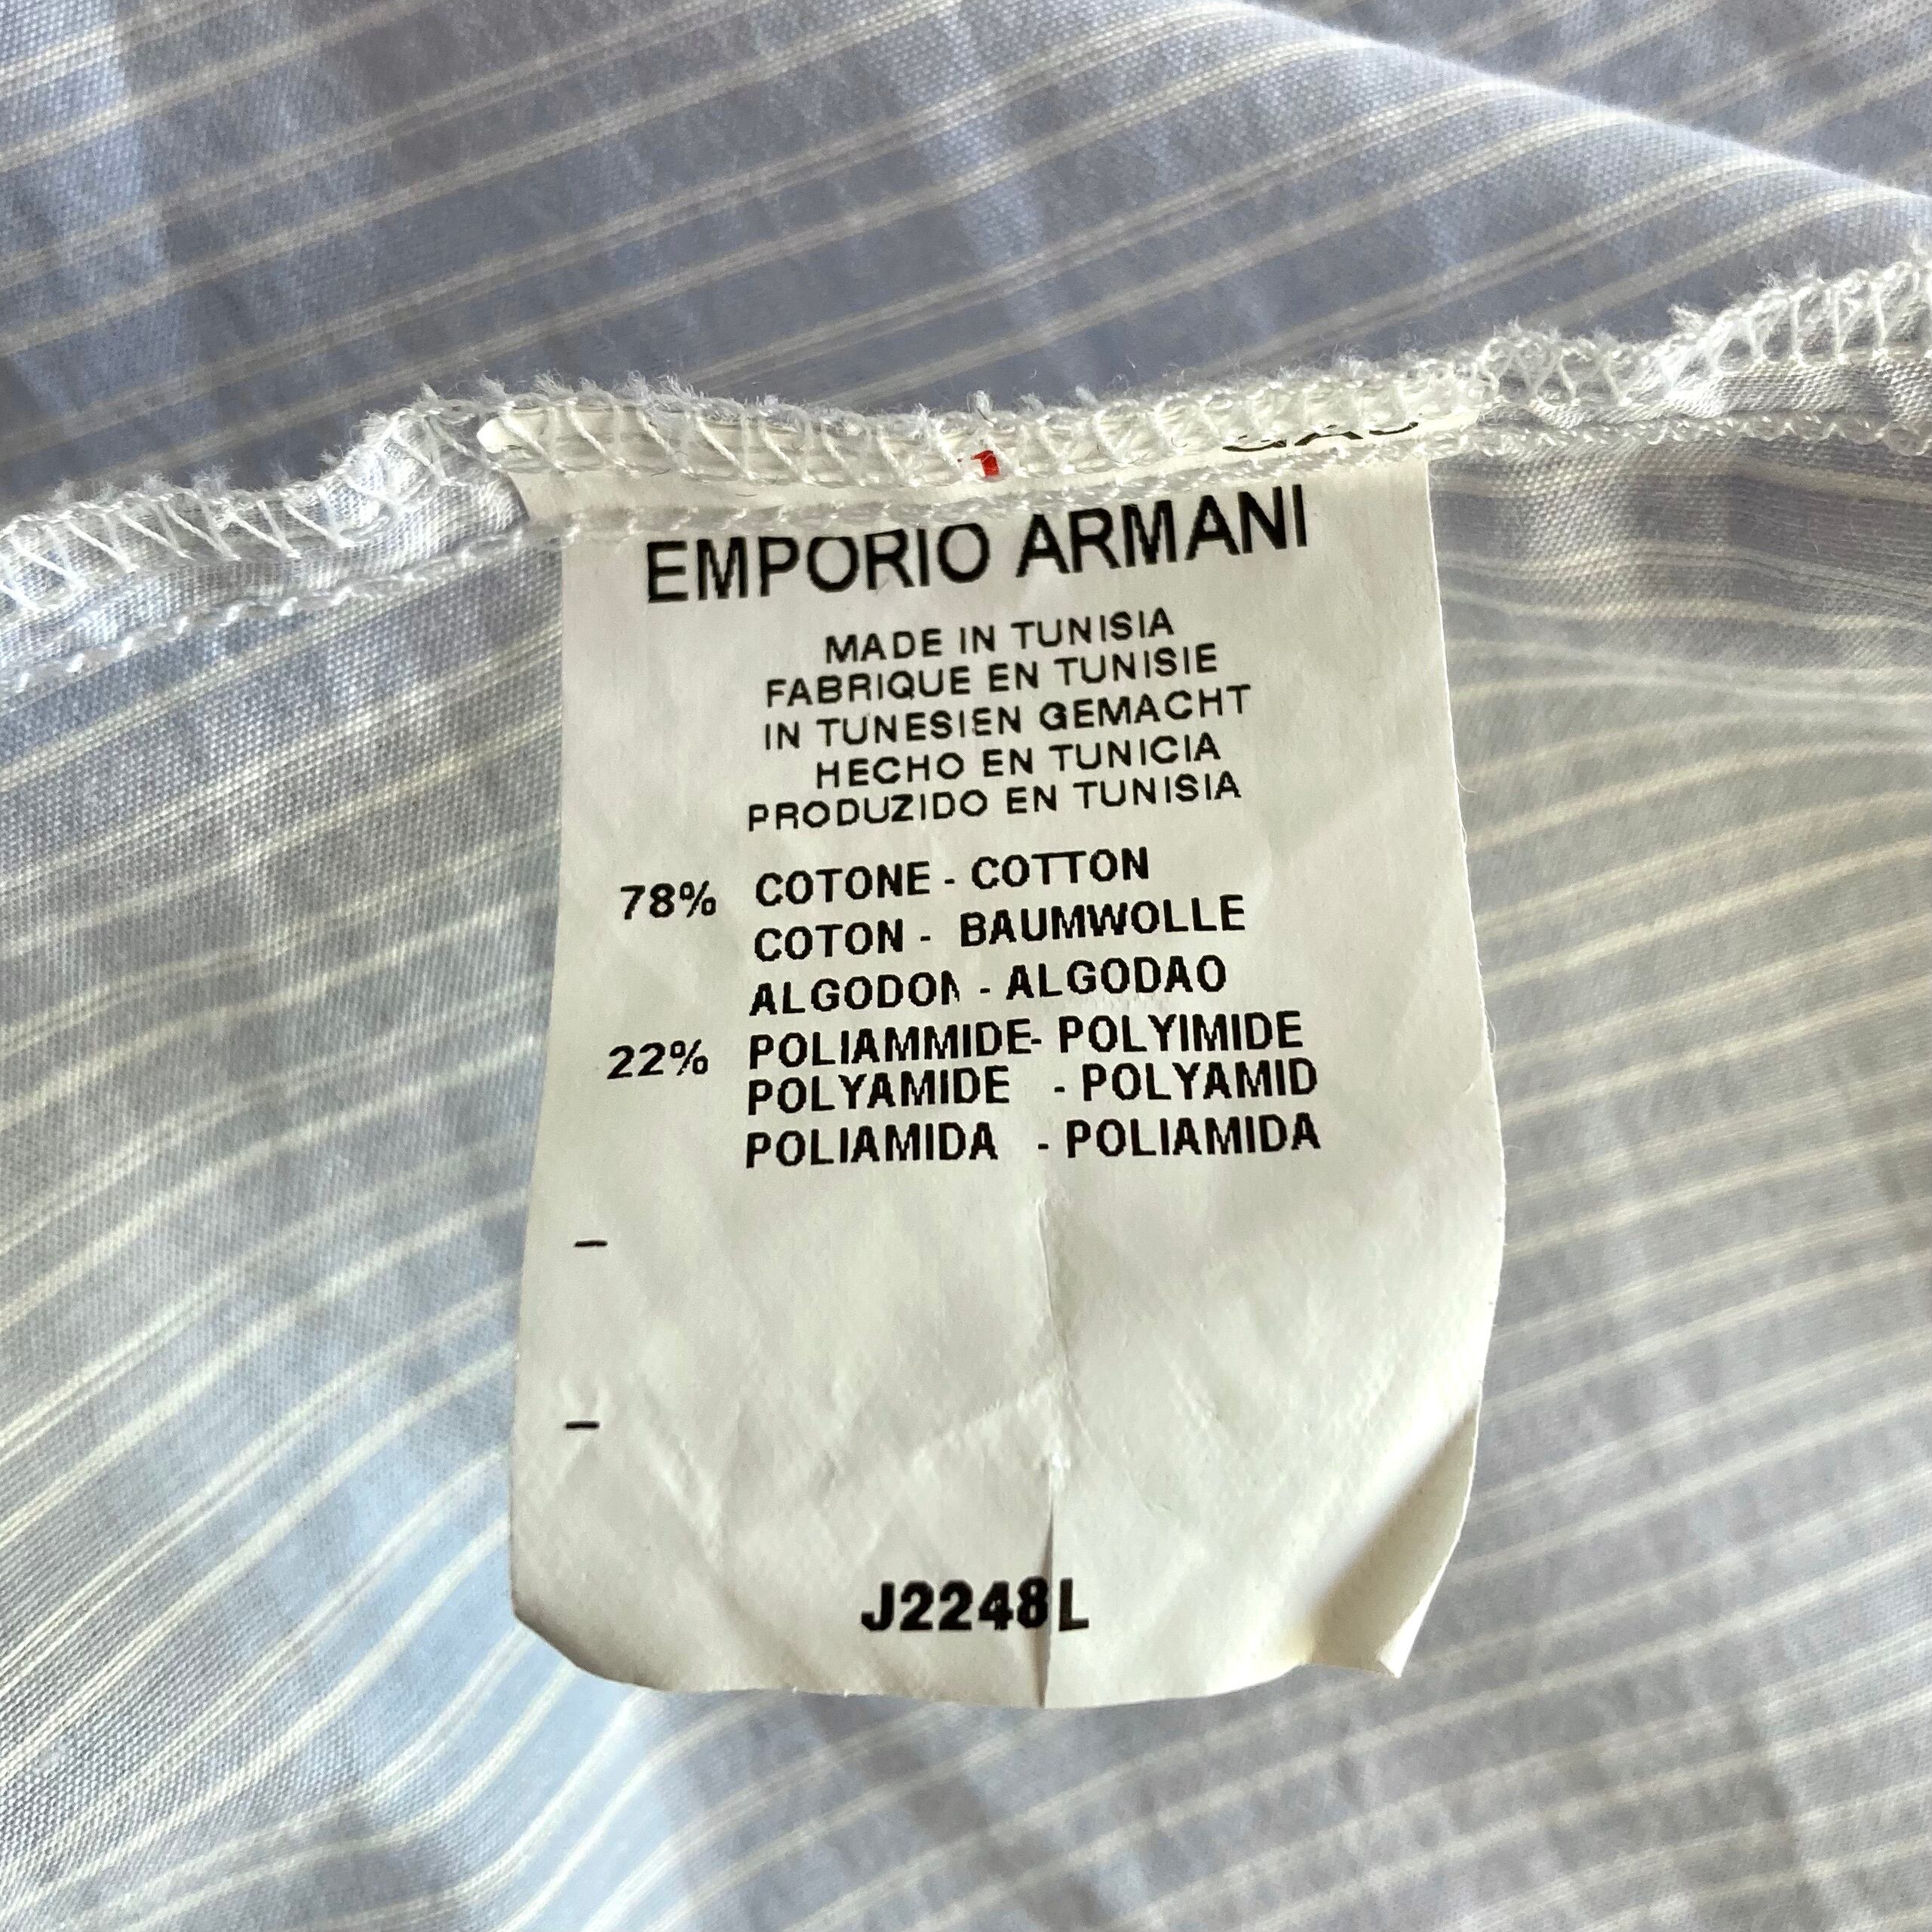 EMPORIO ARMANI
MADE IN TUNISIA
FABRIQUE EN TUNISIE
IN TUNESIEN GEMACHT
HECHO EN TUNICIA
PRODUZIDO EN TUNISIA
78% COTONE - COTTON
COTON - BAUMWOLLE
ALGODON - ALGODAO
22% POLIAMMIDE- POLYIMIDE
POLYAMIDE - POLYAMID
POLIAMIDA - POLIAMIDA
–
–
J2248L